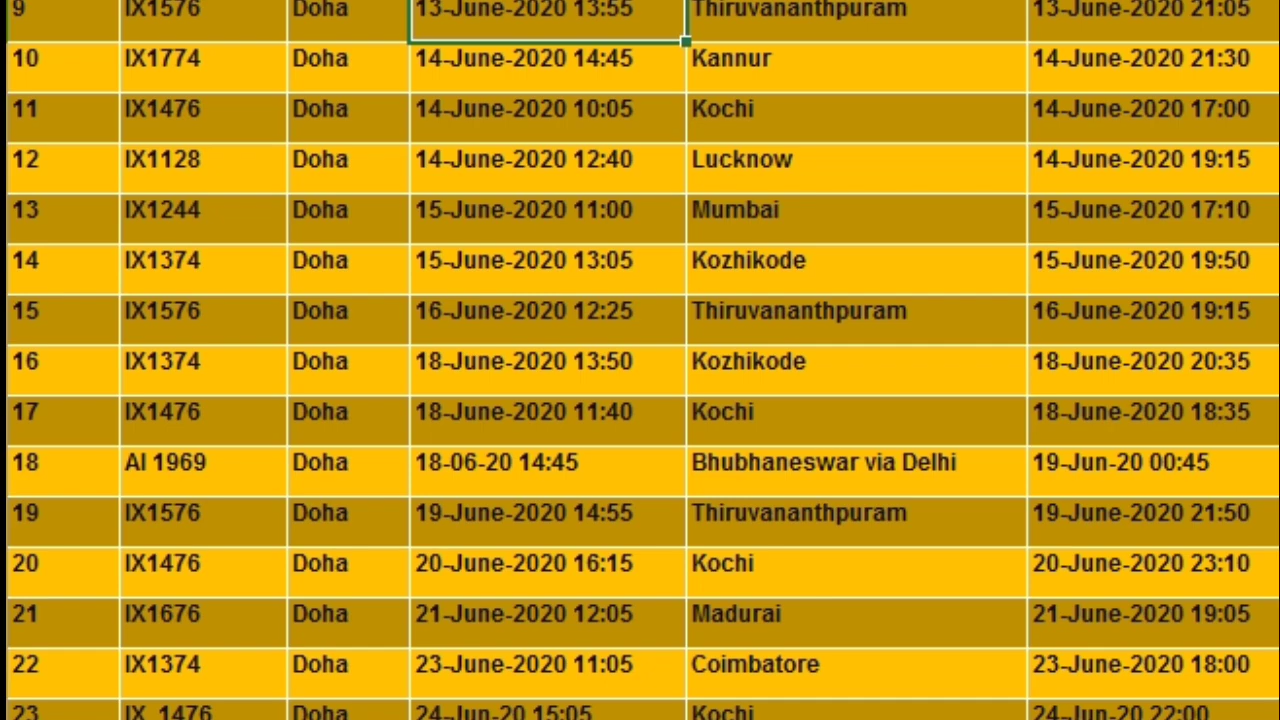 9 IX1576 Doha 13-June-2020 13:55 Thiruvananthpuram 13-June-2020 21:05
10 IX1774 Doha 14-June-2020 14:45 Kannur 14-June-2020 21:30
11 IX1476 Doha 14-June-2020 10:05 Kochi 14-June-2020 17:00
12 IX1128 Doha 14-June-2020 12:40 Lucknow 14-June-2020 19:15
13 IX1244 Doha 15-June-2020 11:00 Mumbai 15-June-2020 17:10
14 IX1374 Doha 15-June-2020 13:05 Kozhikode 15-June-2020 19:50
15 IX1576 Doha 16-June-2020 12:25 Thiruvananthpuram 16-June-2020 19:15
16 IX1374 Doha 18-June-2020 13:50 Kozhikode 18-June-2020 20:35
17 IX1476 Doha 18-June-2020 11:40 Kochi 18-June-2020 18:35
18 AI 1969 Doha 18-06-20 14:45 Bhubhaneswar via Delhi 19-Jun-20 00:45
19 IX1576 Doha 19-June-2020 14:55 Thiruvananthpuram 19-June-2020 21:50
20 IX1476 Doha 20-June-2020 16:15 Kochi 20-June-2020 23:10
21 IX1676 Doha 21-June-2020 12:05 Madurai 21-June-2020 19:05
22 IX1374 Doha 23-June-2020 11:05 Coimbatore 23-June-2020 18:00
23 IX 1476 Doha 24-Jun-20 15:05 Kochi 24-Jun-20 22:00